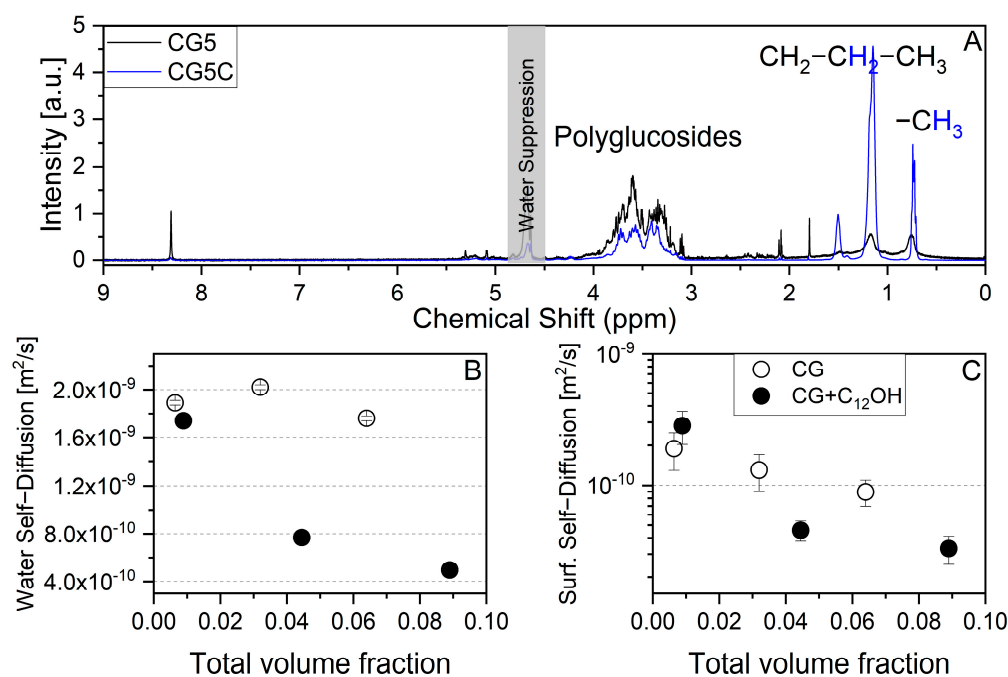 A
CG5
CG5C
CH₂−CH₂−CH₃
−CH₃
Polyglucosides
Water Suppression
Intensity [a.u.]
5
4
3
2
1
0
9 8 7 6 5 4 3 2 1 0
Chemical Shift (ppm)
B
Water Self−Diffusion [m²/s]
2.0x10⁻⁹
1.6x10⁻⁹
1.2x10⁻⁹
8.0x10⁻¹⁰
4.0x10⁻¹⁰
0.00 0.02 0.04 0.06 0.08 0.10
Total volume fraction
C
CG
CG+C₁₂OH
Surf. Self−Diffusion [m²/s]
10⁻⁹
10⁻¹⁰
0.00 0.02 0.04 0.06 0.08 0.10
Total volume fraction